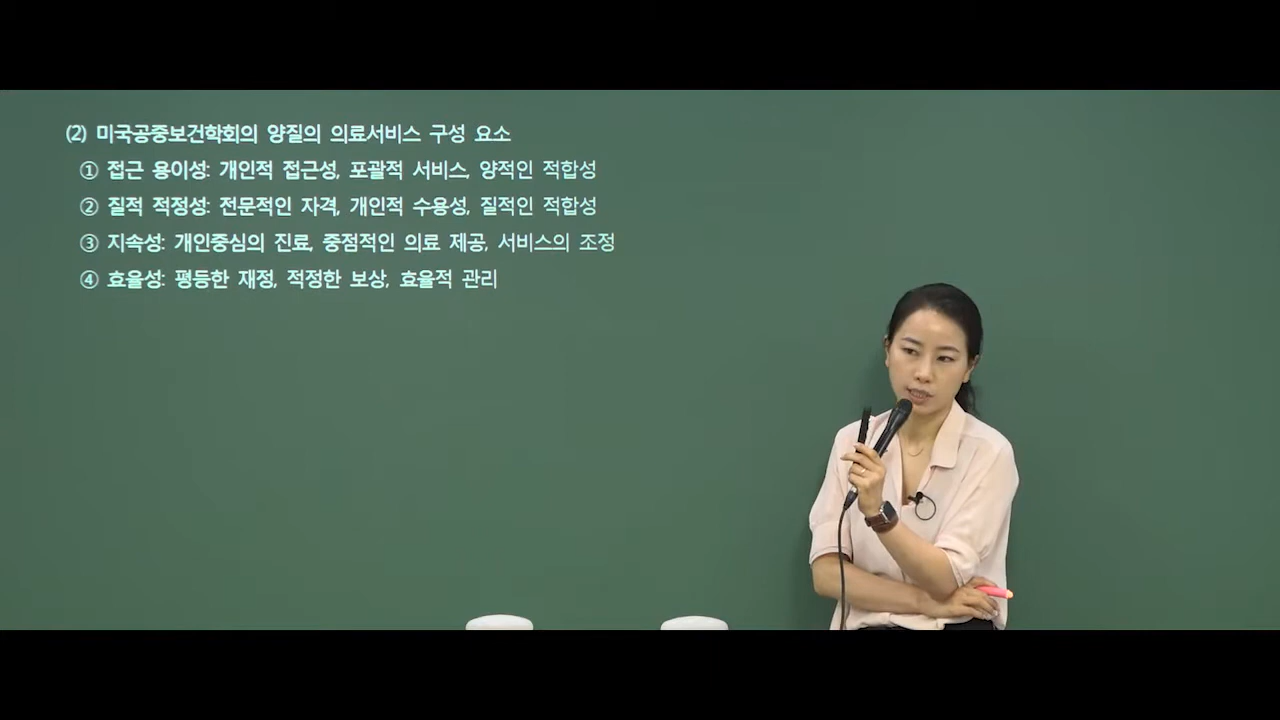 (2) 미국공중보건학회의 양질의 의료서비스 구성 요소
① 접근 용이성: 개인적 접근성, 포괄적 서비스, 양적인 적합성
② 질적 적정성: 전문적인 자격, 개인적 수용성, 질적인 적합성
③ 지속성: 개인중심의 진료, 중점적인 의료 제공, 서비스의 조정
④ 효율성: 평등한 재정, 적정한 보상, 효율적 관리